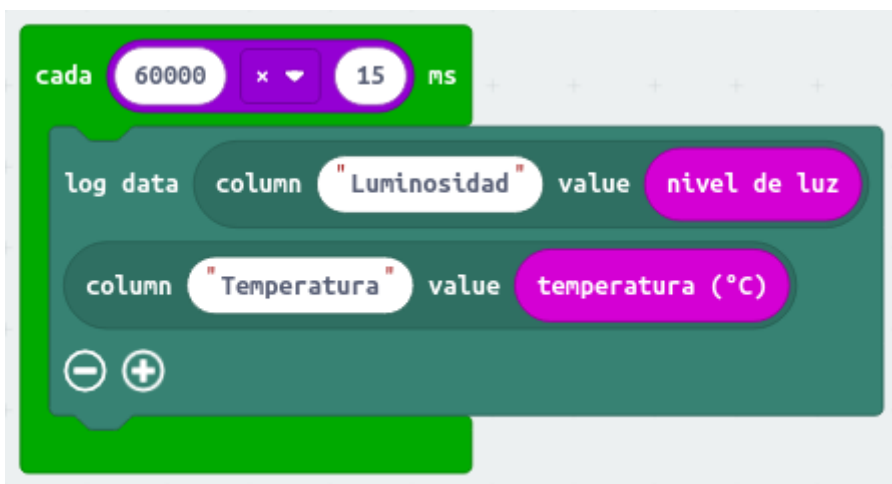 cada 60000 × 15 ms
log data column "Luminosidad" value nivel de luz
column "Temperatura" value temperatura (°C)